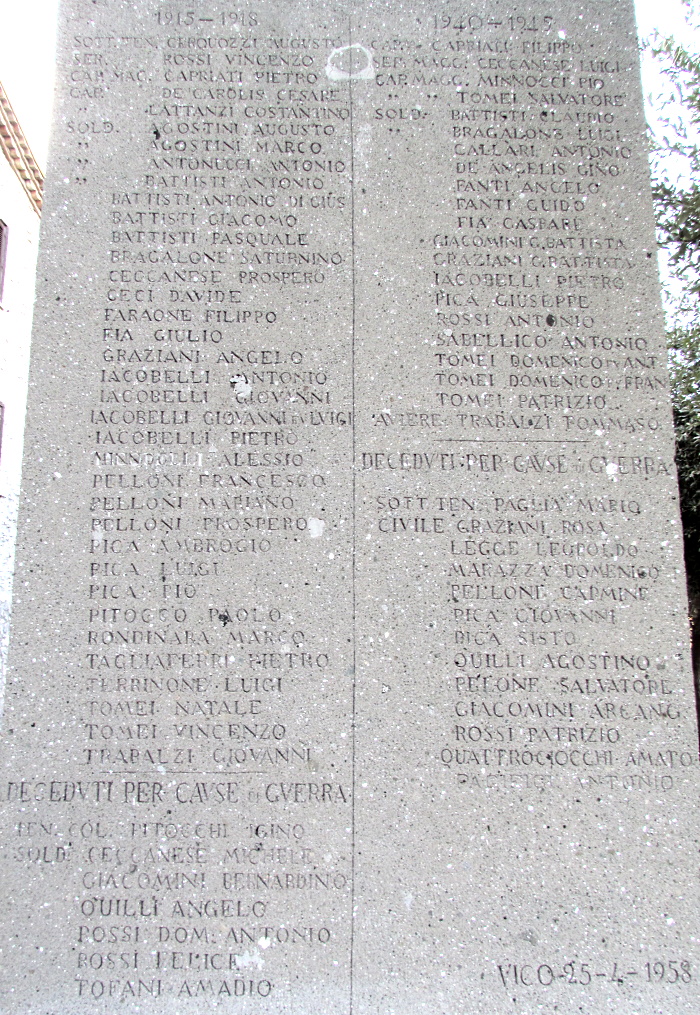 1915-1918
SOTT. TEN. CERQUOZZI AUGUSTO
SER. ROSSI VINCENZO
CAP. MAG. CAPRIATI PIETRO
CAP. DE CAROLIS CESARE
LATTANZI COSTANTINO
SOLD. AGOSTINI AUGUSTO
" AGOSTINI MARCO
" ANTONUCCI ANTONIO
" BATTISTI ANTONIO
BATTISTI ANTONIO DI GIUS
BATTISTI GIACOMO
BATTISTI PASQUALE
BRAGALONE SATURNINO
CECCANESE PROSPERO
CECI DAVIDE
FARAONE FILIPPO
FIA GIULIO
GRAZIANI ANGELO
IACOBELLI ANTONIO
IACOBELLI GIOVANNI
IACOBELLI GIOVANNI FU LVIGI
IACOBELLI PIETRO
MINNOCCI ALESSIO
PELLONI FRANCESCO
PELLONI MARIANO
PELLONI PROSPERO
PICA AMBROGIO
PICA LUIGI
PICA PIO
PITOCCO PAOLO
RONDINARA MARCO
TAGLIAFERRI PIETRO
TERRINONE LUIGI
TOMEI NATALE
TOMEI VINCENZO
TRABALZI GIOVANNI
DECEDVTI PER CAVSE DI GVERRA
TEN. COL. PITOCCHI IGINO
SOLD. CECCANESE MICHELE
GIACOMINI BERNARDINO
QUILLI ANGELO
ROSSI DOM. ANTONIO
ROSSI FELICE
TOFANI AMADIO
1940-1945
CAP. CAPRIATI FILIPPO
SER. MAGG. CECCANESE LUIGI
CAP. MAGG. MINNOCCI PIO
" " TOMEI SALVATORE
SOLD. BATTISTI CLAUDIO
" BRAGALONE LUIGI
CALLARI ANTONIO
DE ANGELIS GINO
FANTI ANGELO
FANTI GUIDO
FIA GASPARE
GIACOMINI G. BATTISTA
GRAZIANI G. BATTISTA
IACOBELLI PIETRO
PICA GIUSEPPE
ROSSI ANTONIO
SABELLICO ANTONIO
TOMEI DOMENICO FU ANT.
TOMEI DOMENICO FU FRAN
TOMEI PATRIZIO
AVIERE TRABALZI TOMMASO
DECEDVTI PER CAVSE DI GVERRA
SOTT. TEN. PAGLIA MARIO
CIVILE GRAZIANI ROSA
LEGGE LEOPOLDO
MARAZZA DOMENICO
PELLONE CARMINE
PICA GIOVANNI
PICA SISTO
QUILLI AGOSTINO
PELONE SALVATORE
GIACOMINI ARCANG.
ROSSI PATRIZIO
QUATTROCIOCCHI AMATO
PACIFICI ANTONIO
VICO-25-4-1958